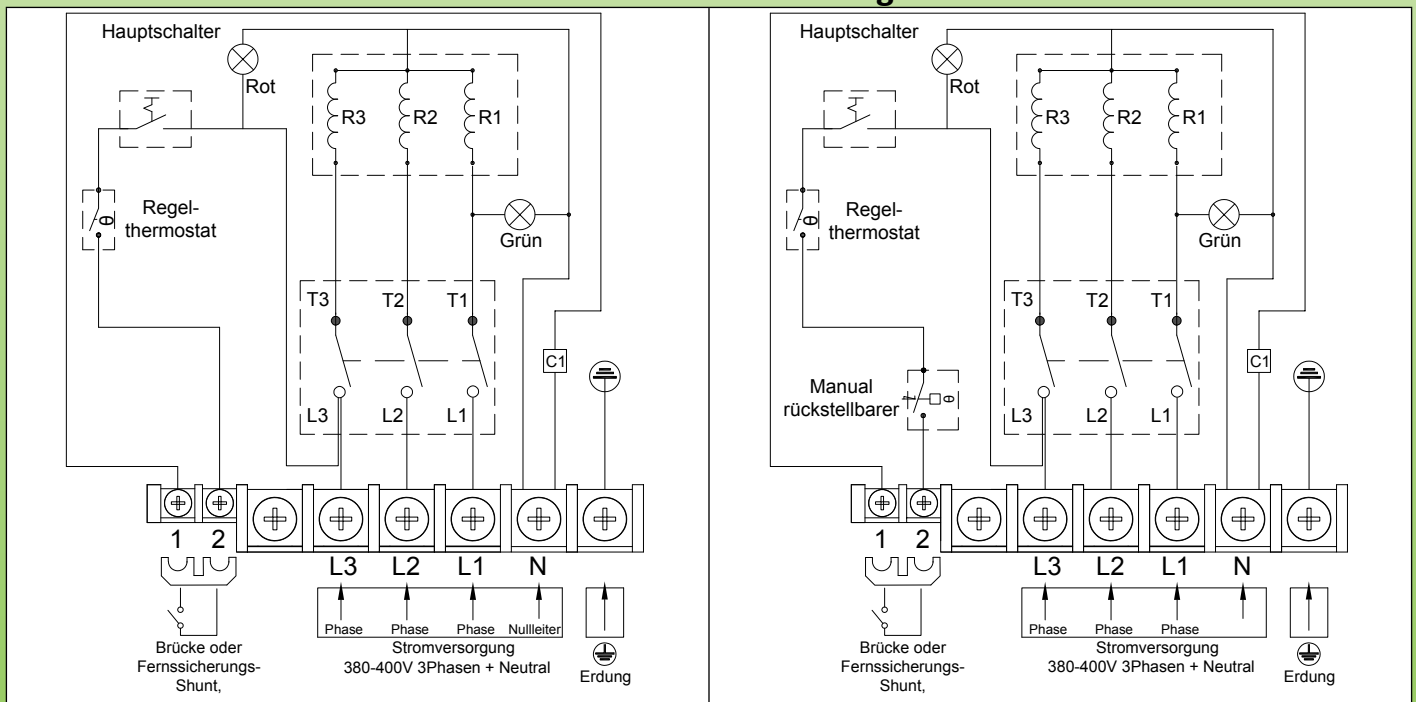 Hauptschalter
Rot
R3 R2 R1
Regel-
thermostat
θ
Grün
T3 T2 T1
C1
L3 L2 L1
1 2
L3 L2 L1 N
Phase Phase Phase Nullleiter
Brücke oder
Fernssicherungs-
Shunt,
Stromversorgung
380-400V 3Phasen + Neutral
Erdung
Hauptschalter
Rot
R3 R2 R1
Regel-
thermostat
θ
Grün
T3 T2 T1
C1
Manual
rückstellbarer
θ
L3 L2 L1
1 2
L3 L2 L1 N
Phase Phase Phase
Brücke oder
Fernssicherungs-
Shunt,
Stromversorgung
380-400V 3Phasen + Neutral
Erdung